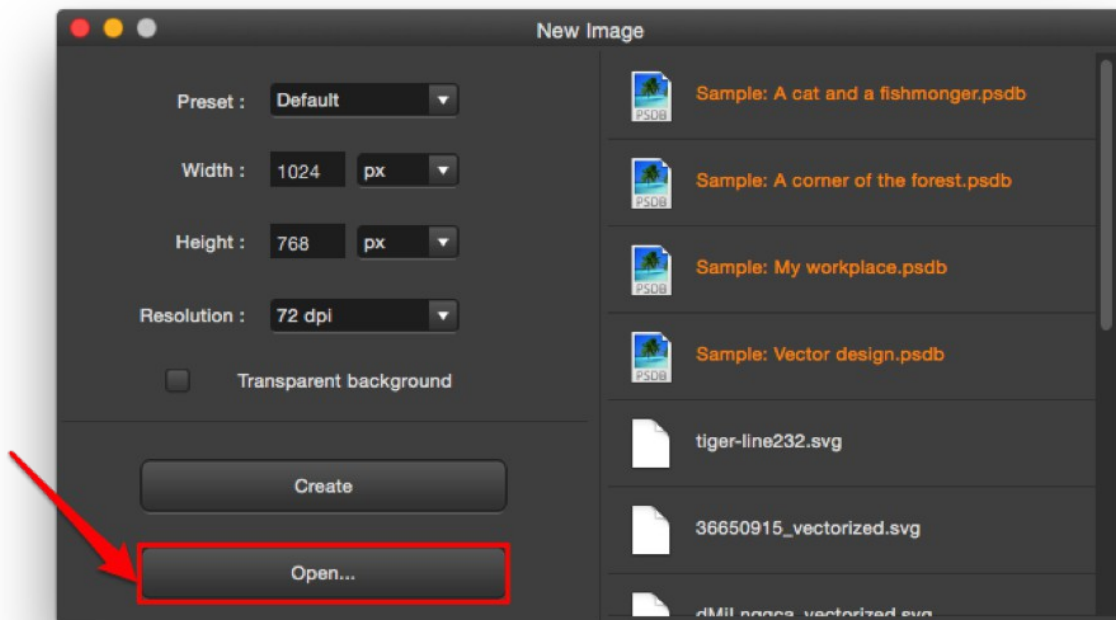 New Image
Preset :
Default
Width :
1024
px
Height :
768
px
Resolution :
72 dpi
Transparent background
Create
Open...
PSDB
Sample: A cat and a fishmonger.psdb
PSDB
Sample: A corner of the forest.psdb
PSDB
Sample: My workplace.psdb
PSDB
Sample: Vector design.psdb
tiger-line232.svg
36650915_vectorized.svg